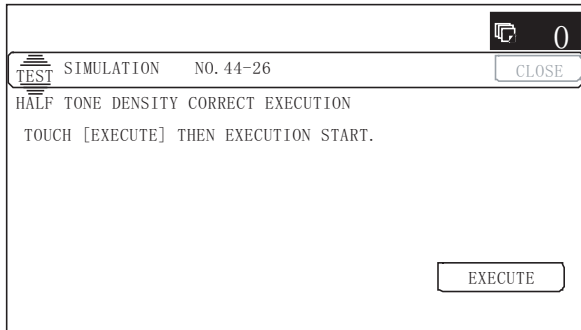 0
TEST SIMULATION NO.44-26 CLOSE
HALF TONE DENSITY CORRECT EXECUTION
TOUCH [EXECUTE] THEN EXECUTION START.
EXECUTE